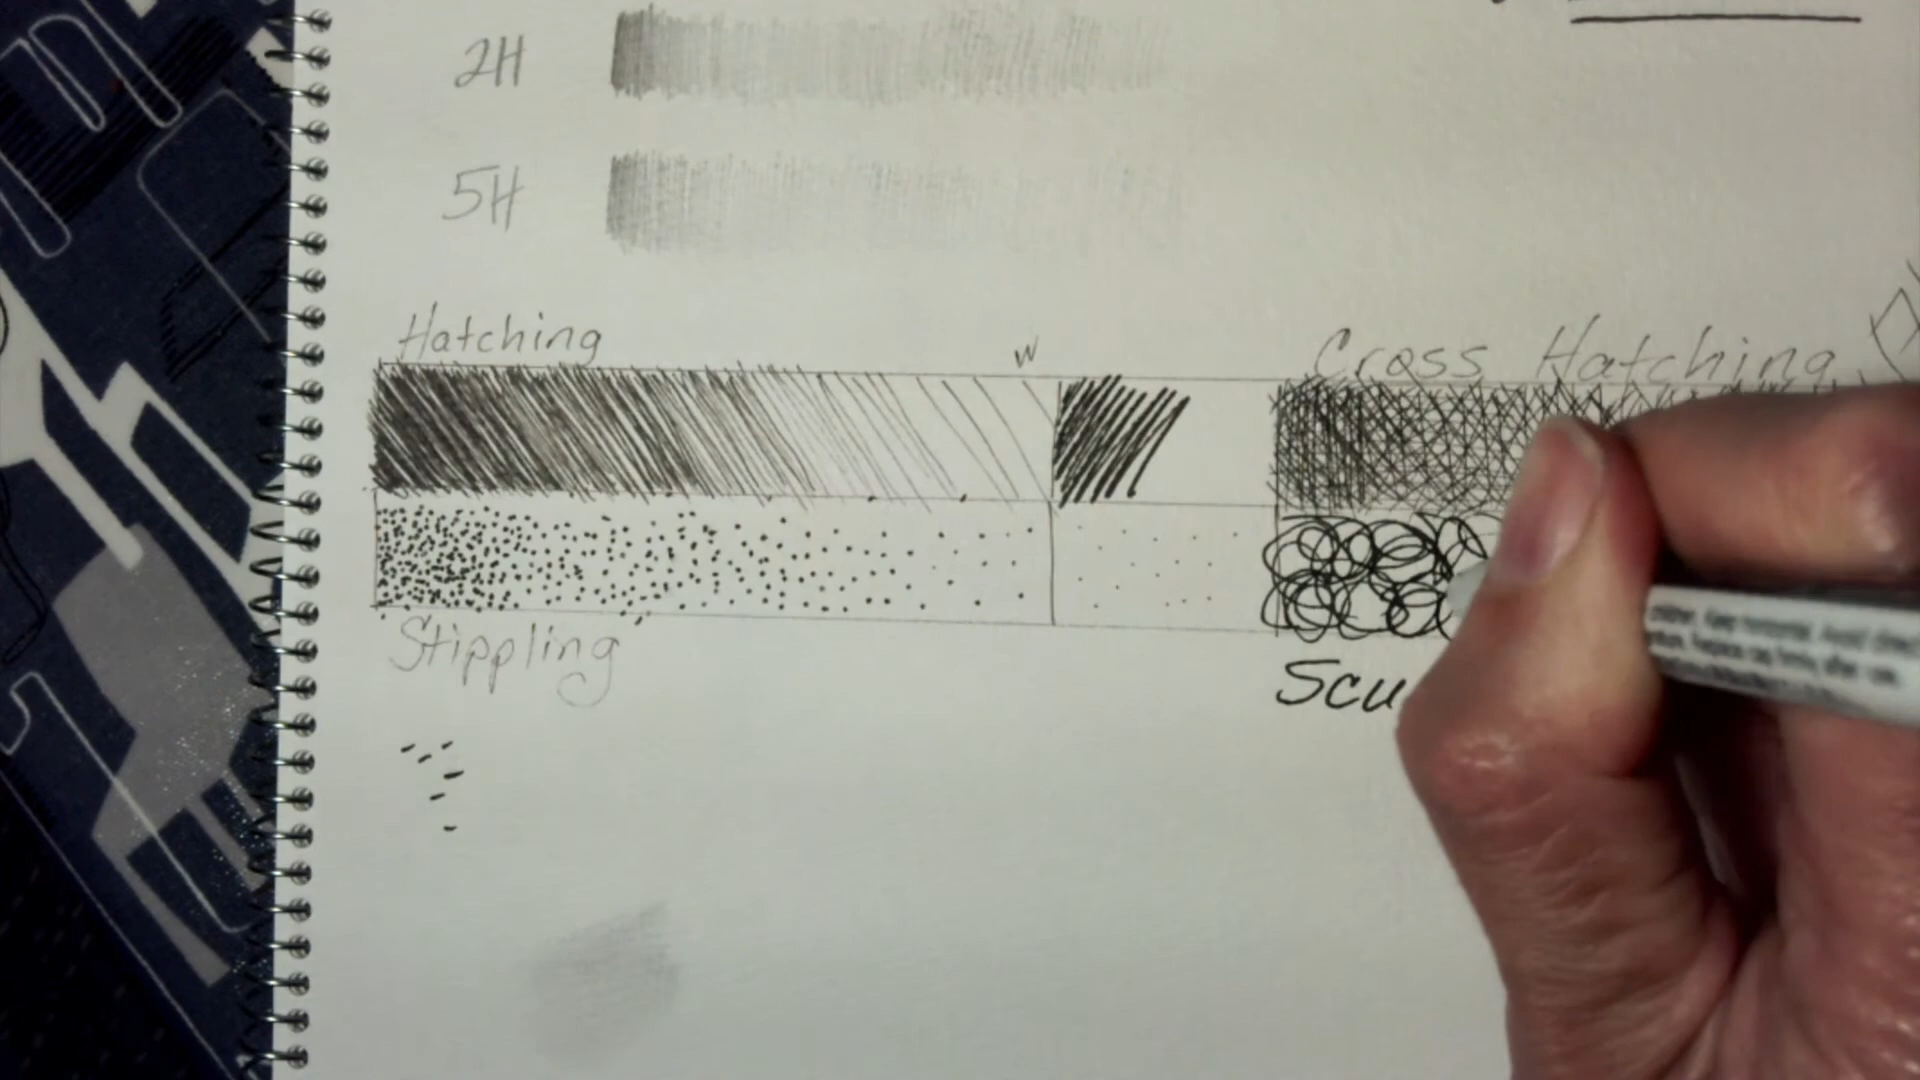 2H
5H
Hatching
W
Cross Hatching
Stippling
Scu